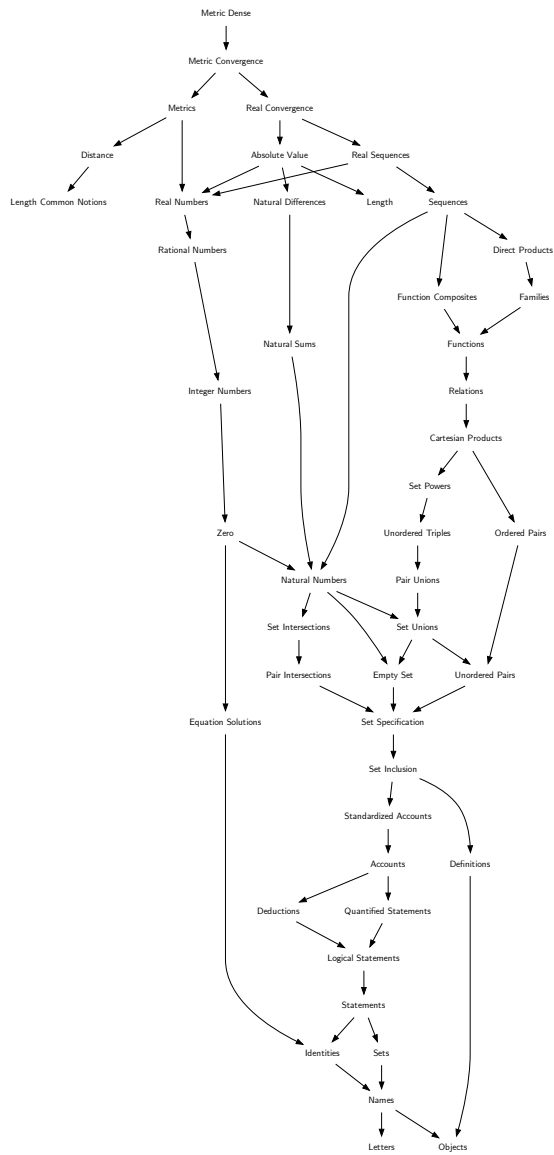 Metric Dense
Metric Convergence
Metrics
Real Convergence
Distance
Absolute Value
Real Sequences
Length Common Notions
Real Numbers
Natural Differences
Length
Sequences
Rational Numbers
Direct Products
Function Composites
Families
Natural Sums
Functions
Integer Numbers
Relations
Cartesian Products
Set Powers
Zero
Unordered Triples
Ordered Pairs
Natural Numbers
Pair Unions
Set Intersections
Set Unions
Pair Intersections
Empty Set
Unordered Pairs
Equation Solutions
Set Specification
Set Inclusion
Standardized Accounts
Accounts
Definitions
Deductions
Quantified Statements
Logical Statements
Statements
Identities
Sets
Names
Letters
Objects